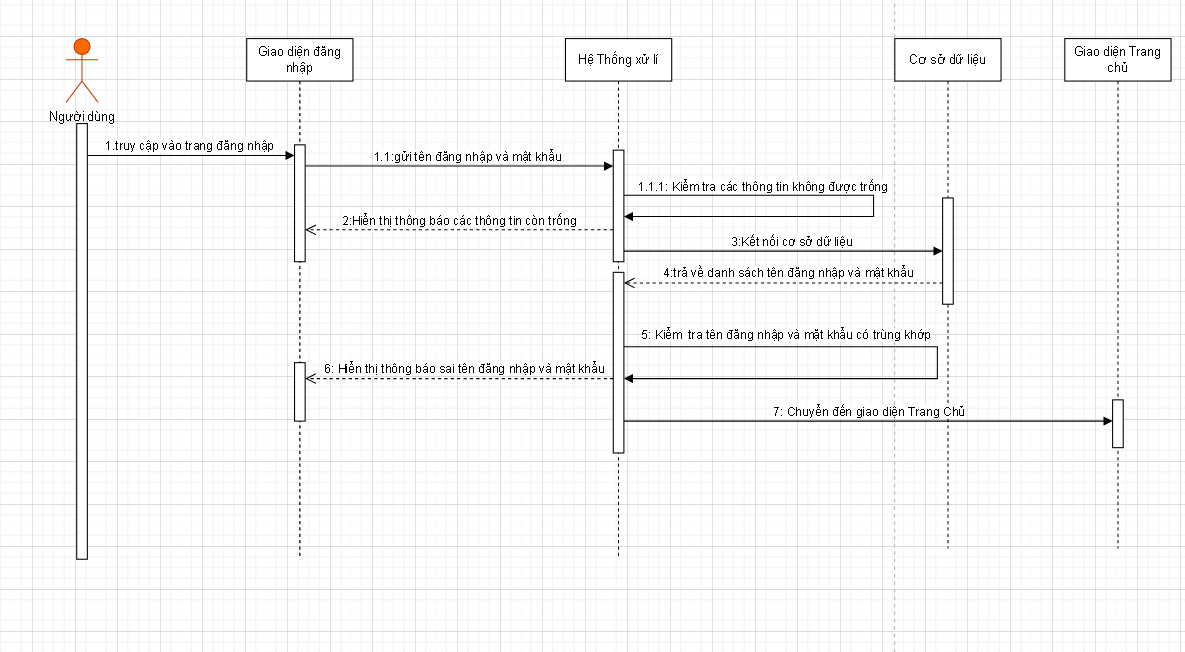 Giao diện đăng
nhập
Hệ Thống xử lí
Cơ sở dữ liệu
Giao diện Trang
chủ
Người dùng
1.truy cập vào trang đăng nhập
1.1:gửi tên đăng nhập và mật khẩu
1.1.1: Kiểm tra các thông tin không được trống
2:Hiển thị thông báo các thông tin còn trống
3:Kết nối cơ sở dữ liệu
4:trả về danh sách tên đăng nhập và mật khẩu
5: Kiểm tra tên đăng nhập và mặt khẩu có trùng khớp
6: Hiển thị thông báo sai tên đăng nhập và mật khẩu
7: Chuyển đến giao diện Trang Chủ